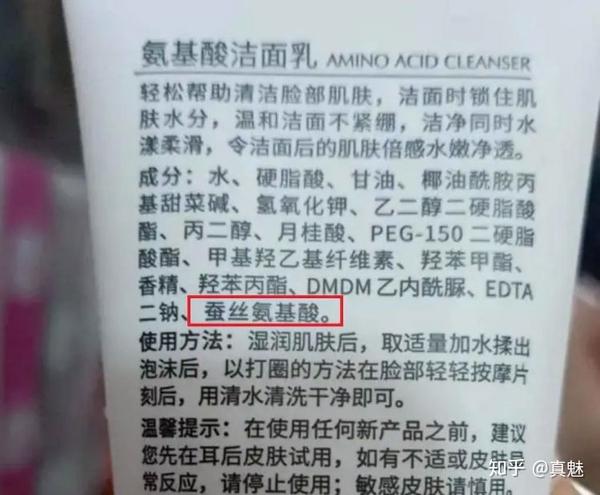 氨基酸洁面乳 AMINO ACID CLEANSER
轻松帮助清洁脸部肌肤，洁面时锁住肌
肤水分，温和洁面不紧绷，洁净同时水
漾柔滑，令洁面后的肌肤倍感水嫩净透。
成分：水、硬脂酸、甘油、椰油酰胺丙
基甜菜碱、氢氧化钾、乙二醇二硬脂酸
酯、丙二醇、月桂酸、PEG-150二硬脂
酸酯、甲基羟乙基纤维素、羟苯甲酯、
香精、羟苯丙酯、DMDM乙内酰脲、EDTA
二钠、蚕丝氨基酸。
使用方法：湿润肌肤后，取适量加水揉出
泡沫后，以打圈的方法在脸部轻轻按摩片
刻后，用清水清洗干净即可。
温馨提示：在使用任何新产品之前，建议
您先在耳后皮肤试用，如有不适或皮肤异
常反应，请停止使用；敏感皮肤请慎用
知乎 @真魅